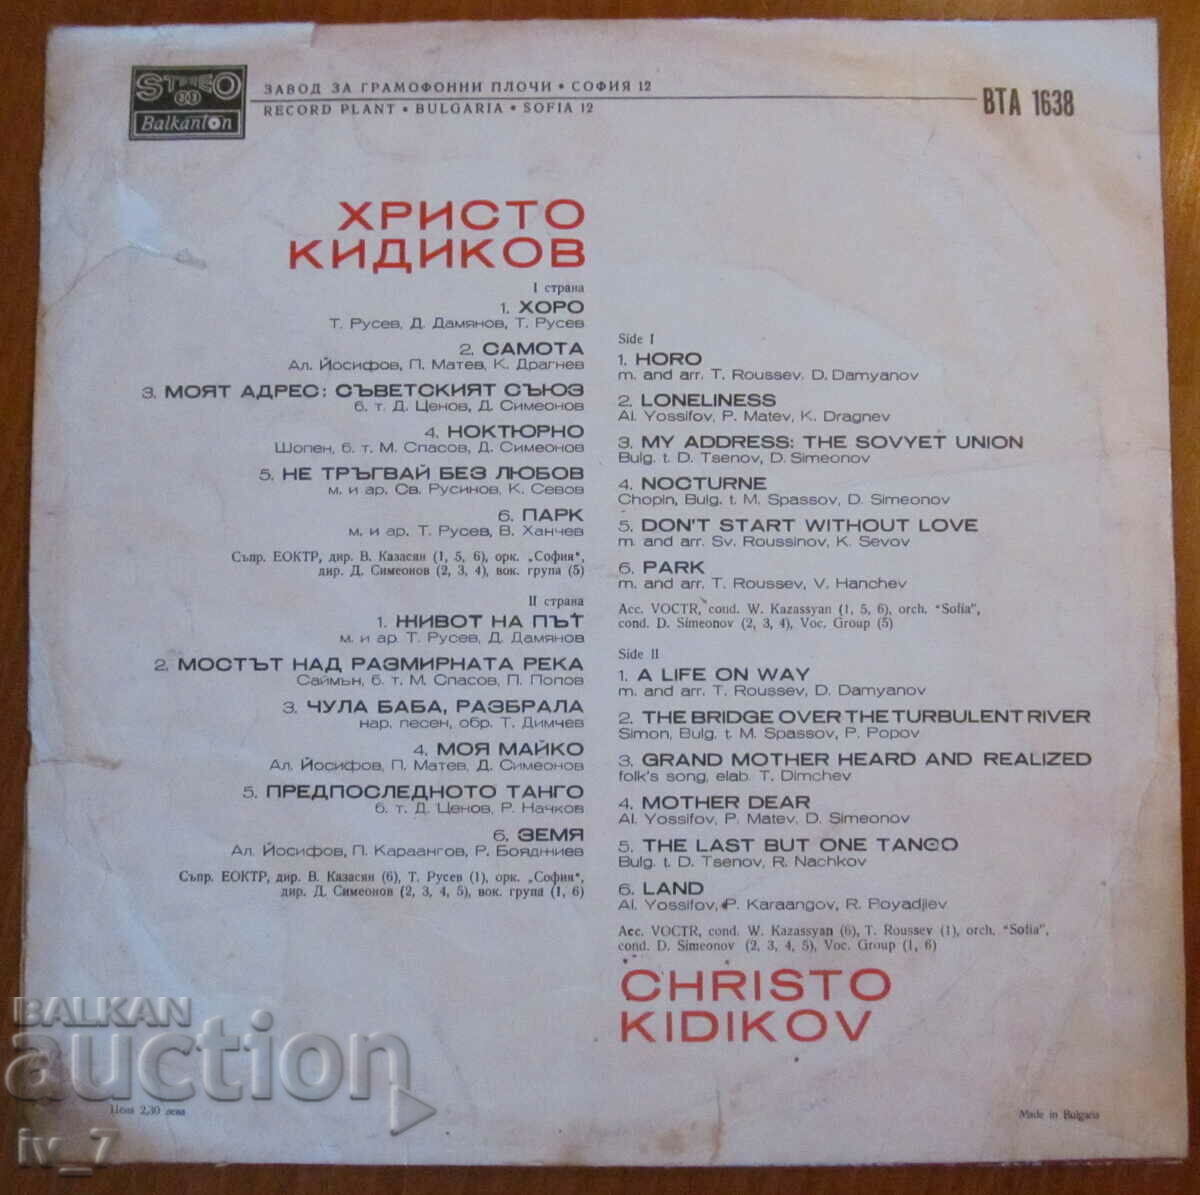 STEREO
33
Balkanton
ЗАВОД ЗА ГРАМОФОННИ ПЛОЧИ • СОФИЯ 12
RECORD PLANT • BULGARIA • SOFIA 12
ВТА 1638
ХРИСТО
КИДИКОВ
I страна
1. ХОРО
Т. Русев, Д. Дамянов, Т. Русев
2. САМОТА
Ал. Йосифов, П. Матев, К. Драгнев
3. МОЯТ АДРЕС: СЪВЕТСКИЯТ СЪЮЗ
б. т. Д. Ценов, Д. Симеонов
4. НОКТЮРНО
Шопен, б. т. М. Спасов, Д. Симеонов
5. НЕ ТРЪГВАЙ БЕЗ ЛЮБОВ
м. и ар. Св. Русинов, К. Севов
6. ПАРК
м. и ар. Т. Русев, В. Ханчев
Съпр. ЕОКТР, дир. В. Казасян (1, 5, 6), орк. „София",
дир. Д. Симеонов (2, 3, 4), вок. група (5)
II страна
1. ЖИВОТ НА ПЪТ
м. и ар. Т. Русев, Д. Дамянов
2. МОСТЪТ НАД РАЗМИРНАТА РЕКА
Саймън, б. т. М. Спасов, П. Попов
3. ЧУЛА БАБА, РАЗБРАЛА
нар. песен, обр. Т. Димчев
4. МОЯ МАЙКО
Ал. Йосифов, П. Матев, Д. Симеонов
5. ПРЕДПОСЛЕДНОТО ТАНГО
б. т. Д. Ценов, Р. Начков
6. ЗЕМЯ
Ал. Йосифов, П. Караангов, Р. Бояджиев
Съпр. ЕОКТР, дир. В. Казасян (6), Т. Русев (1), орк. „София",
дир. Д. Симеонов (2, 3, 4, 5), вок. група (1, 6)
Side I
1. HORO
m. and arr. T. Roussev. D. Damyanov
2. LONELINESS
Al. Yossifov, P. Matev, K. Dragnev
3. MY ADDRESS: THE SOVYET UNION
Bulg. t. D. Tsenov, D. Simeonov
4. NOCTURNE
Chopin, Bulg. t. M. Spassov, D. Simeonov
5. DON'T START WITHOUT LOVE
m. and arr. Sv. Roussinov, K. Sevov
6. PARK
m. and arr. T. Roussev, V. Hanchev
Acc. VOCTR, cond. W. Kazassyan (1, 5, 6), orch. "Sofia",
cond. D. Simeonov (2, 3, 4), Voc. Group (5)
Side II
1. A LIFE ON WAY
m. and arr. T. Roussev, D. Damyanov
2. THE BRIDGE OVER THE TURBULENT RIVER
Simon, Bulg. t. M. Spassov, P. Popov
3. GRAND MOTHER HEARD AND REALIZED
folk's song, elab. T. Dimchev
4. MOTHER DEAR
Al. Yossifov, P. Matev, D. Simeonov
5. THE LAST BUT ONE TANGO
Bulg. t. D. Tsenov, R. Nachkov
6. LAND
Al. Yossifov, P. Karaangov, R. Boyadjiev
Acc. VOCTR, cond. W. Kazassyan (6), T. Roussev (1), orch. "Sofia",
cond. D. Simeonov (2, 3, 4, 5), Voc. Group (1, 6)
CHRISTO
KIDIKOV
BALKAN
auction
Цена 2,30 лева
Made in Bulgaria
iv_7